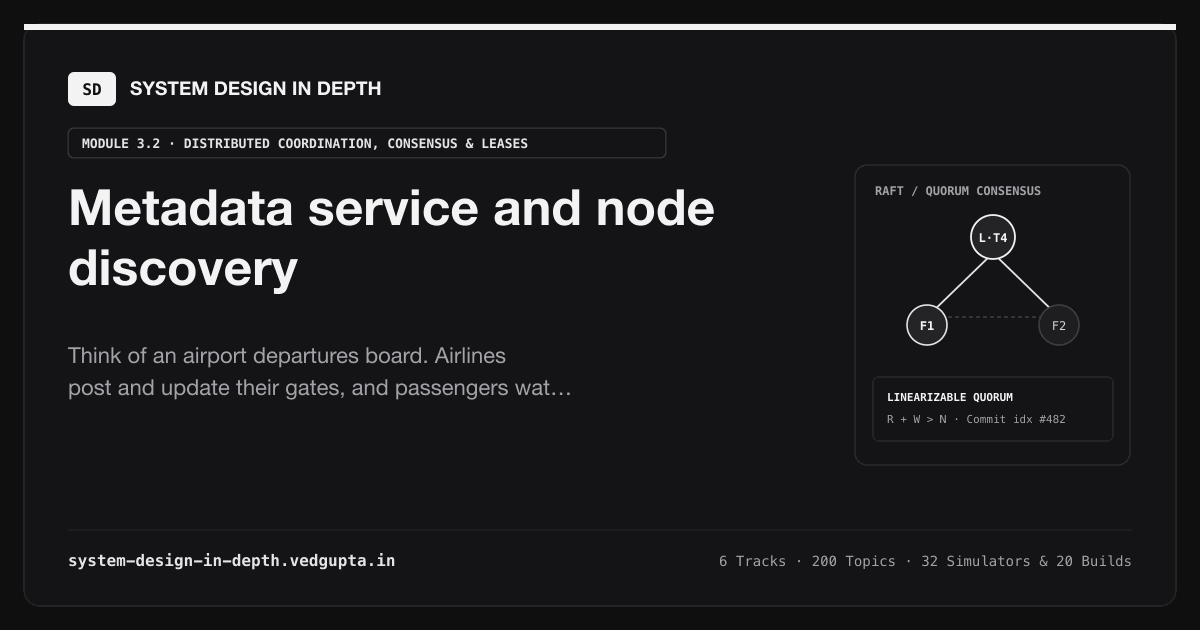 SD
SYSTEM DESIGN IN DEPTH
MODULE 3.2 · DISTRIBUTED COORDINATION, CONSENSUS & LEASES
Metadata service and node
discovery
Think of an airport departures board. Airlines
post and update their gates, and passengers wat…
RAFT / QUORUM CONSENSUS
L·T4
F1
F2
LINEARIZABLE QUORUM
R + W > N · Commit idx #482
system-design-in-depth.vedgupta.in
6 Tracks · 200 Topics · 32 Simulators & 20 Builds